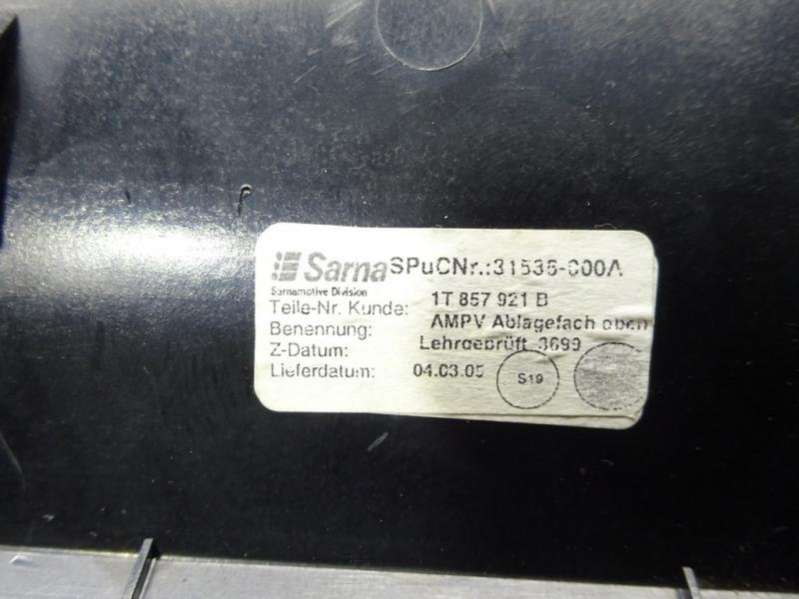 Sarna SPuCNr.:31536-000A
Sarnamotive Division
Teile-Nr. Kunde: 1T 857 921 B
Benennung: AMPV Ablagefach oben
Z-Datum: Lehrgeprüft 3699
Lieferdatum: 04.03.05
S19